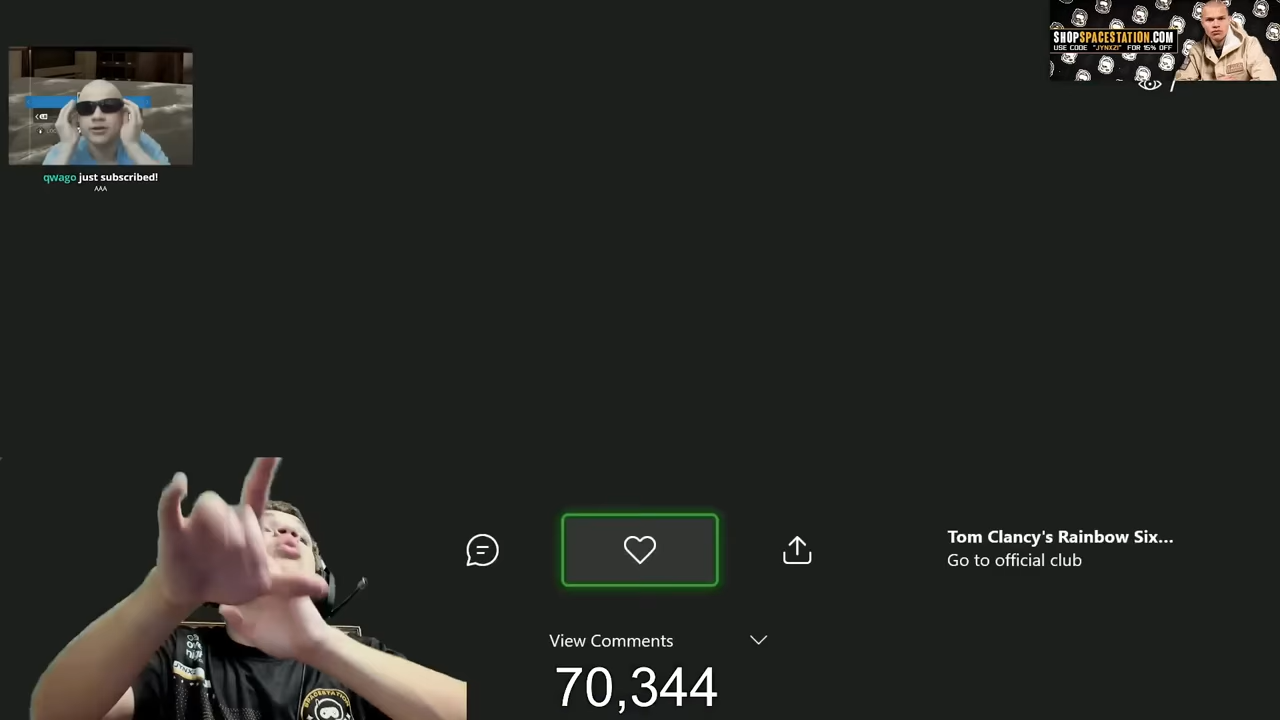 SHOPSPACESTATION.COM
USE CODE "JYNXZI" FOR 15% OFF
qwago just subscribed!
^^^
Tom Clancy's Rainbow Six...
Go to official club
View Comments
70,344
SPACESTATION